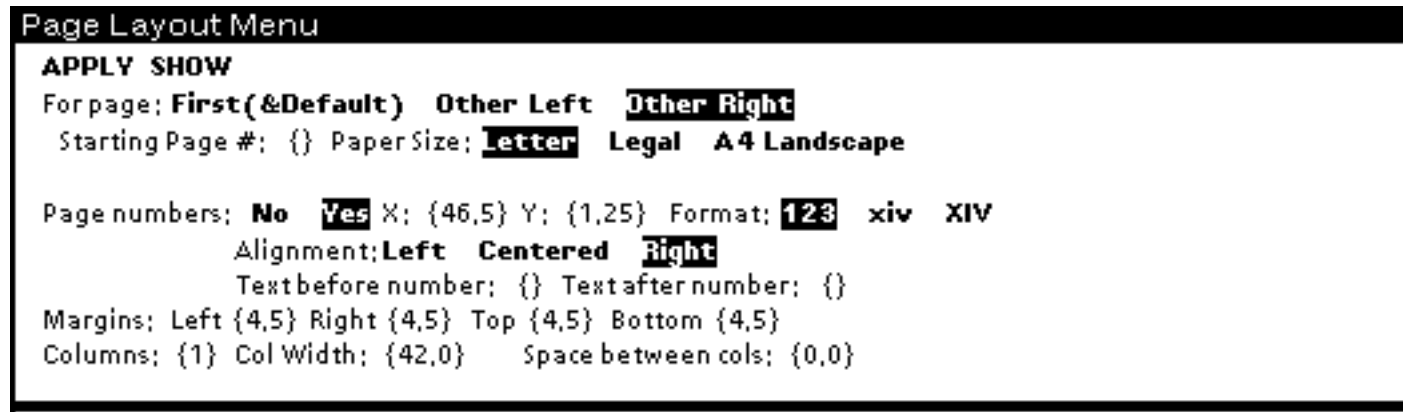 Page Layout Menu
APPLY SHOW
For page: First(&Default) Other Left Other Right
Starting Page #: {} Paper Size: Letter Legal A4 Landscape
Page numbers: No Yes X: {46.5} Y: {1.25} Format: 123 xiv XIV
Alignment: Left Centered Right
Text before number: {} Text after number: {}
Margins: Left {4.5} Right {4.5} Top {4.5} Bottom {4.5}
Columns: {1} Col Width: {42.0} Space between cols: {0.0}